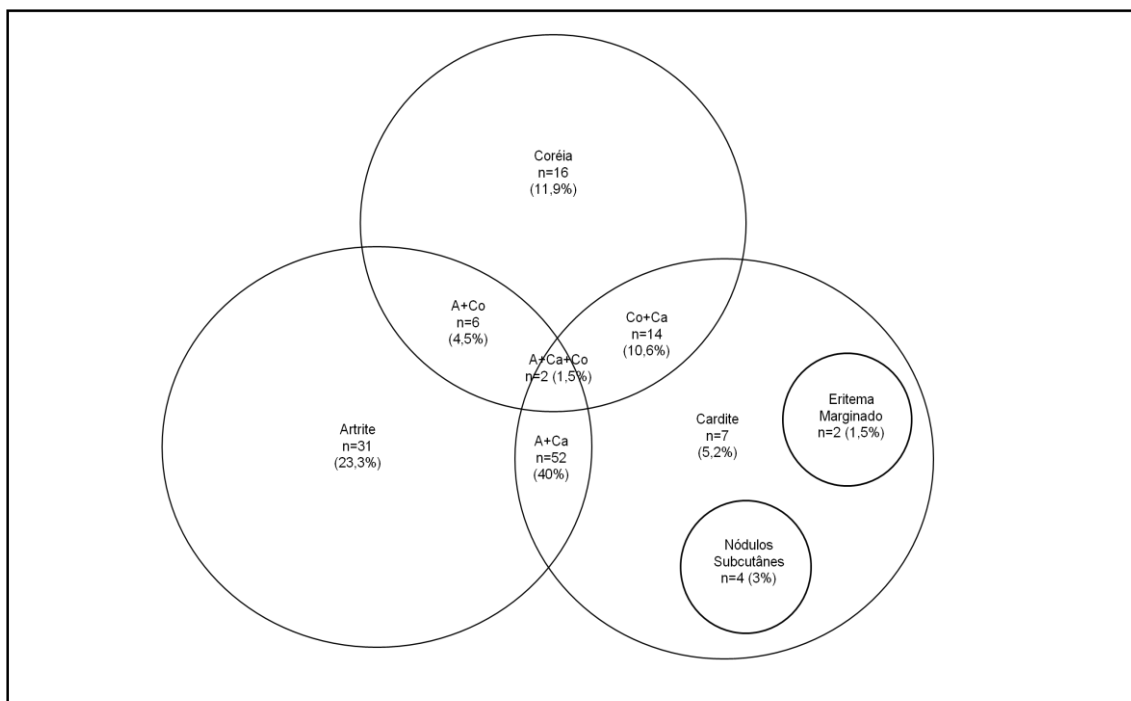 Coréia
n=16
(11,9%)
A+Co
n=6
(4,5%)
Co+Ca
n=14
(10,6%)
A+Ca+Co
n=2 (1,5%)
Artrite
n=31
(23,3%)
A+Ca
n=52
(40%)
Cardite
n=7
(5,2%)
Eritema
Marginado
n=2 (1,5%)
Nódulos
Subcutânes
n=4 (3%)